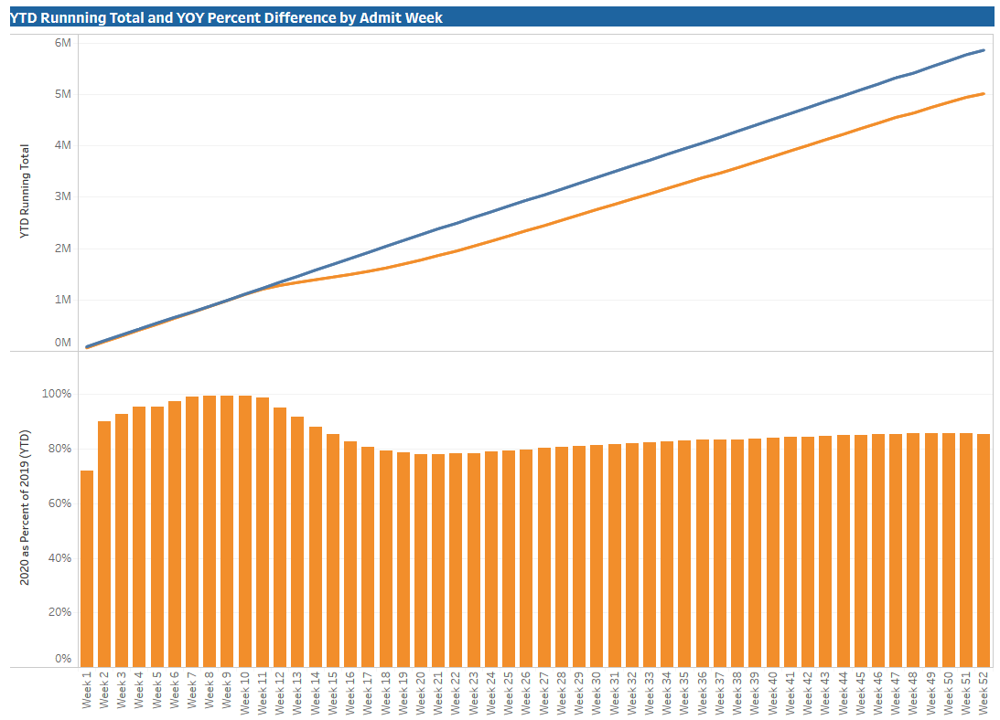 YTD Runnning Total and YOY Percent Difference by Admit Week
6M
5M
4M
3M
2M
1M
0M
YTD Running Total
100%
80%
60%
40%
20%
0%
2020 as Percent of 2019 (YTD)
Week 1
Week 2
Week 3
Week 4
Week 5
Week 6
Week 7
Week 8
Week 9
Week 10
Week 11
Week 12
Week 13
Week 14
Week 15
Week 16
Week 17
Week 18
Week 19
Week 20
Week 21
Week 22
Week 23
Week 24
Week 25
Week 26
Week 27
Week 28
Week 29
Week 30
Week 31
Week 32
Week 33
Week 34
Week 35
Week 36
Week 37
Week 38
Week 39
Week 40
Week 41
Week 42
Week 43
Week 44
Week 45
Week 46
Week 47
Week 48
Week 49
Week 50
Week 51
Week 52